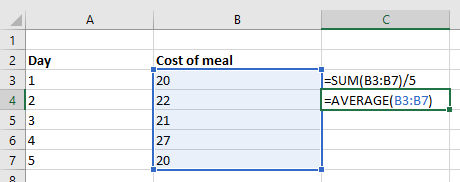 A B C
1
2 Day Cost of meal
3 1 20 =SUM(B3:B7)/5
4 2 22 =AVERAGE(B3:B7)
5 3 21
6 4 27
7 5 20
8